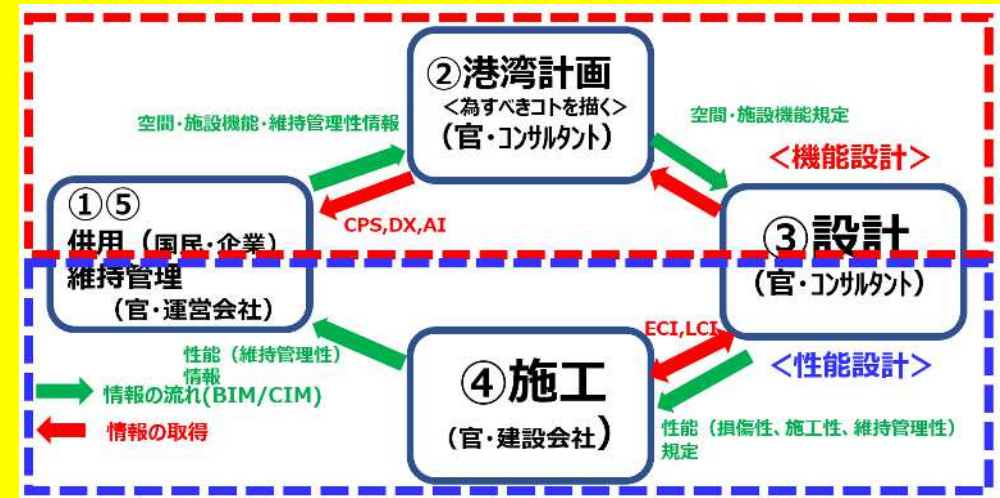 ②港湾計画
<為すべきコトを描く>
（官・コンサルタント）
空間・施設機能・維持管理性情報
空間・施設機能規定
<機能設計>
CPS,DX,AI
①⑤
供用（国民・企業）
維持管理
（官・運営会社）
③設計
（官・コンサルタント）
ECI,LCI
<性能設計>
④施工
（官・建設会社）
性能（維持管理性）
情報
情報の流れ(BIM/CIM)
情報の取得
性能（損傷性、施工性、維持管理性）
規定